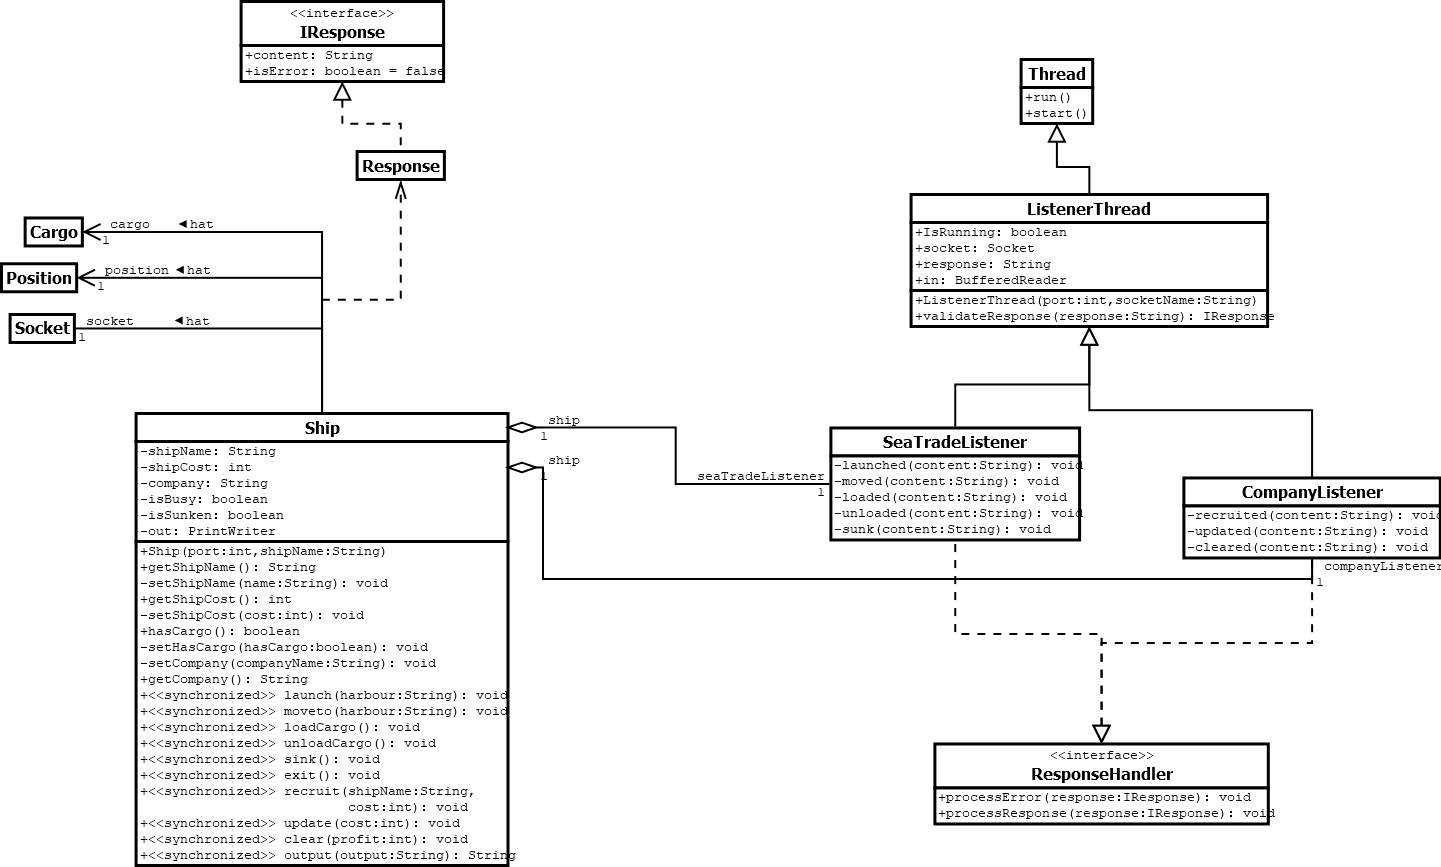 <<interface>>
IResponse
+content: String
+isError: boolean = false
Thread
+run()
+start()
Response
Cargo
cargo ◄hat
1
Position
position ◄hat
1
Socket
socket ◄hat
1
ListenerThread
+IsRunning: boolean
+socket: Socket
+response: String
+in: BufferedReader
+ListenerThread(port:int,socketName:String)
+validateResponse(response:String): IResponse
Ship
-shipName: String
-shipCost: int
-company: String
-isBusy: boolean
-isSunken: boolean
-out: PrintWriter
+Ship(port:int,shipName:String)
+getShipName(): String
-setShipName(name:String): void
+getShipCost(): int
-setShipCost(cost:int): void
+hasCargo(): boolean
-setHasCargo(hasCargo:boolean): void
-setCompany(companyName:String): void
+getCompany(): String
+<<synchronized>> launch(harbour:String): void
+<<synchronized>> moveto(harbour:String): void
+<<synchronized>> loadCargo(): void
+<<synchronized>> unloadCargo(): void
+<<synchronized>> sink(): void
+<<synchronized>> exit(): void
+<<synchronized>> recruit(shipName:String,
cost:int): void
+<<synchronized>> update(cost:int): void
+<<synchronized>> clear(profit:int): void
+<<synchronized>> output(output:String): String
ship
1
ship
1
seaTradeListener
1
SeaTradeListener
-launched(content:String): void
-moved(content:String): void
-loaded(content:String): void
-unloaded(content:String): void
-sunk(content:String): void
CompanyListener
-recruited(content:String): void
-updated(content:String): void
-cleared(content:String): void
companyListener
1
<<interface>>
ResponseHandler
+processError(response:IResponse): void
+processResponse(response:IResponse): void